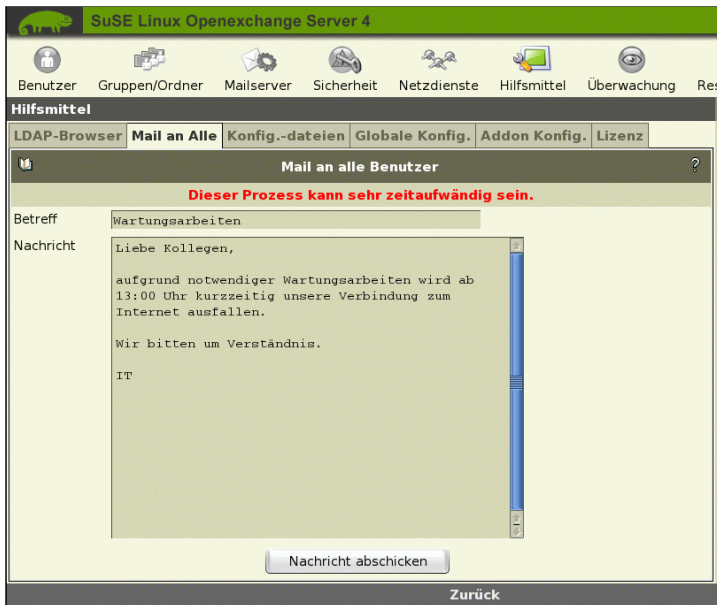 SuSE Linux Openexchange Server 4
Benutzer Gruppen/Ordner Mailserver Sicherheit Netzdienste Hilfsmittel Überwachung Res
Hilfsmittel
LDAP-Browser Mail an Alle Konfig.-dateien Globale Konfig. Addon Konfig. Lizenz
Mail an alle Benutzer ?
Dieser Prozess kann sehr zeitaufwändig sein.
Betreff Wartungsarbeiten
Nachricht Liebe Kollegen,
aufgrund notwendiger Wartungsarbeiten wird ab
13:00 Uhr kurzzeitig unsere Verbindung zum
Internet ausfallen.
Wir bitten um Verständnis.
IT
Nachricht abschicken
Zurück